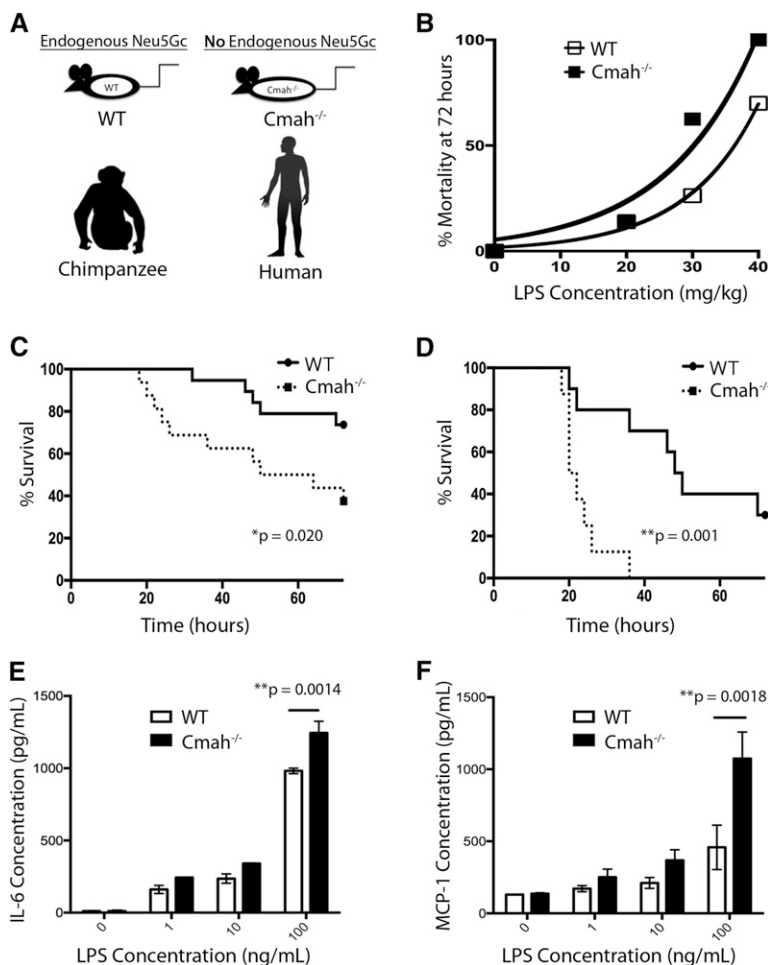 A
Endogenous Neu5Gc
No Endogenous Neu5Gc
WT
Cmah-/-
WT
Cmah-/-
Chimpanzee
Human
B
WT
Cmah-/-
% Mortality at 72 hours
100
50
0
0 10 20 30 40
LPS Concentration (mg/kg)
C
WT
Cmah-/-
% Survival
100
80
60
40
20
0
*p = 0.020
0 20 40 60
Time (hours)
D
WT
Cmah-/-
% Survival
100
80
60
40
20
0
**p = 0.001
0 20 40 60
Time (hours)
E
**p = 0.0014
WT
Cmah-/-
IL-6 Concentration (pg/mL)
1500
1000
500
0
0 1 10 100
LPS Concentration (ng/mL)
F
**p = 0.0018
WT
Cmah-/-
MCP-1 Concentration (pg/mL)
1500
1000
500
0
0 1 10 100
LPS Concentration (ng/mL)